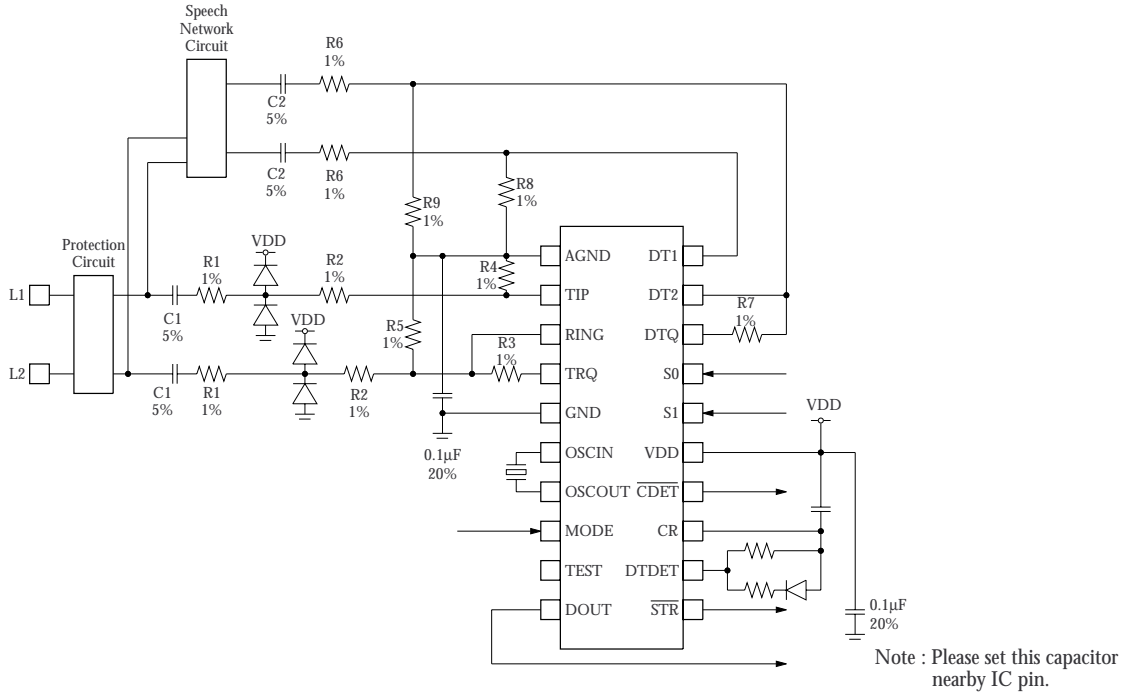 Speech
Network
Circuit
R6
1%
C2
5%
R6
1%
C2
5%
R8
1%
R9
1%
Protection
Circuit
VDD
R1
1%
R2
1%
R4
1%
AGND
DT1
L1
TIP
DT2
C1
5%
VDD
R5
1%
R7
1%
RING
DTQ
R3
1%
L2
TRQ
S0
C1
5%
R1
1%
R2
1%
GND
S1
VDD
0.1µF
20%
OSCIN
VDD
OSCOUT
CDET
MODE
CR
TEST
DTDET
DOUT
STR
0.1µF
20%
Note : Please set this capacitor
nearby IC pin.